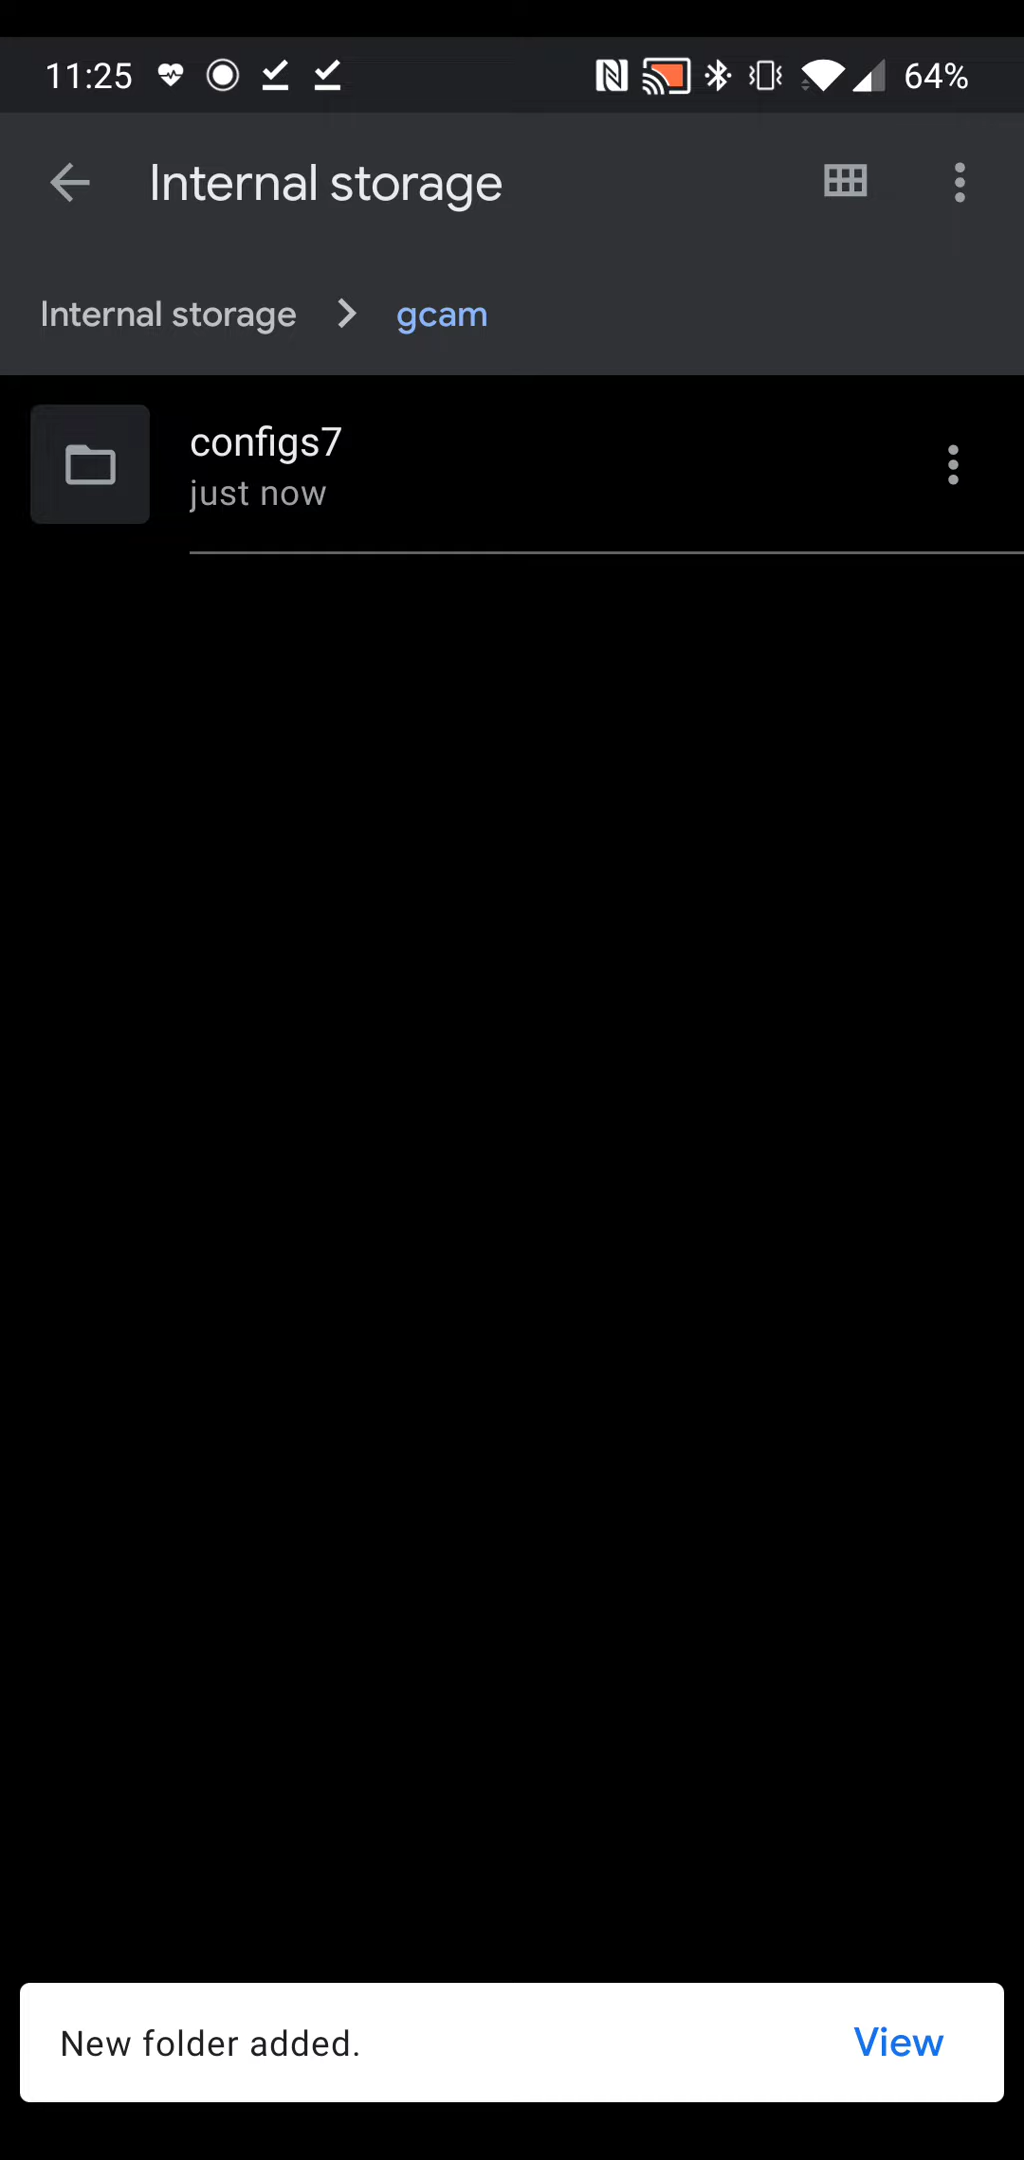 11:25 64%
Internal storage
Internal storage > gcam
configs7
just now
New folder added. View